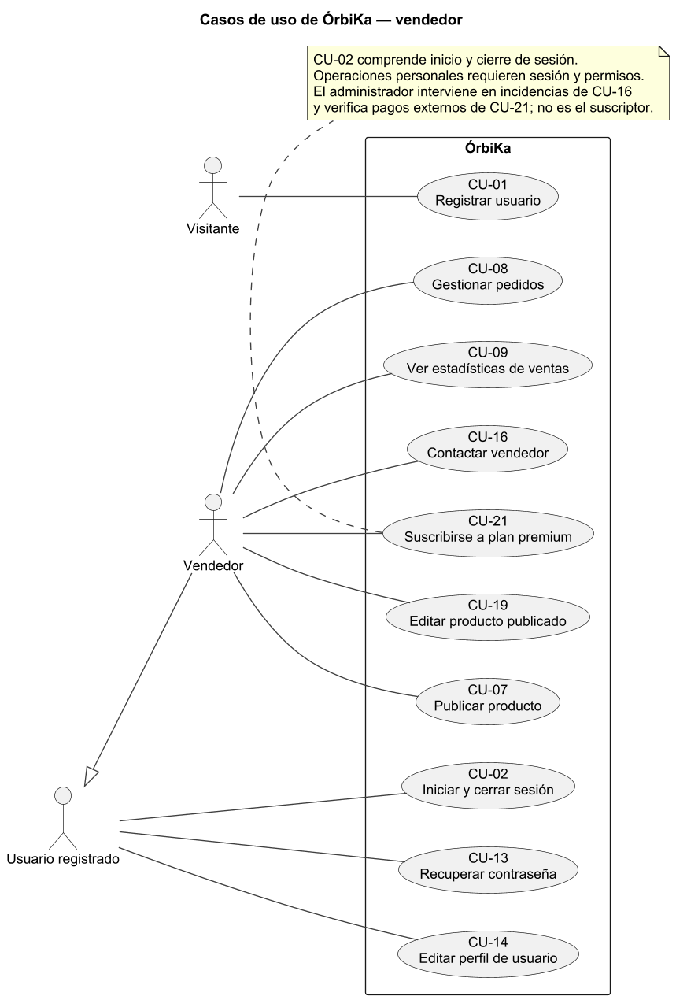 Casos de uso de ÓrbiKa — vendedor
CU-02 comprende inicio y cierre de sesión.
Operaciones personales requieren sesión y permisos.
El administrador interviene en incidencias de CU-16
y verifica pagos externos de CU-21; no es el suscriptor.
ÓrbiKa
CU-01
Registrar usuario
Visitante
CU-08
Gestionar pedidos
CU-09
Ver estadísticas de ventas
CU-16
Contactar vendedor
CU-21
Suscribirse a plan premium
Vendedor
CU-19
Editar producto publicado
CU-07
Publicar producto
CU-02
Iniciar y cerrar sesión
Usuario registrado
CU-13
Recuperar contraseña
CU-14
Editar perfil de usuario